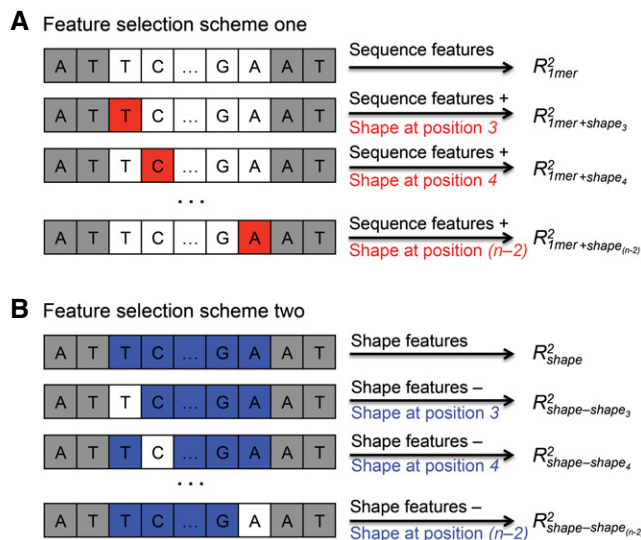 A Feature selection scheme one
A T T C ... G A A T Sequence features R²1mer
A T T C ... G A A T Sequence features + Shape at position 3 R²1mer+shape₃
A T T C ... G A A T Sequence features + Shape at position 4 R²1mer+shape₄
...
A T T C ... G A A T Sequence features + Shape at position (n–2) R²1mer+shape(n-2)
B Feature selection scheme two
A T T C ... G A A T Shape features R²shape
A T T C ... G A A T Shape features – Shape at position 3 R²shape–shape₃
A T T C ... G A A T Shape features – Shape at position 4 R²shape–shape₄
...
A T T C ... G A A T Shape features – Shape at position (n–2) R²shape–shape(n-2